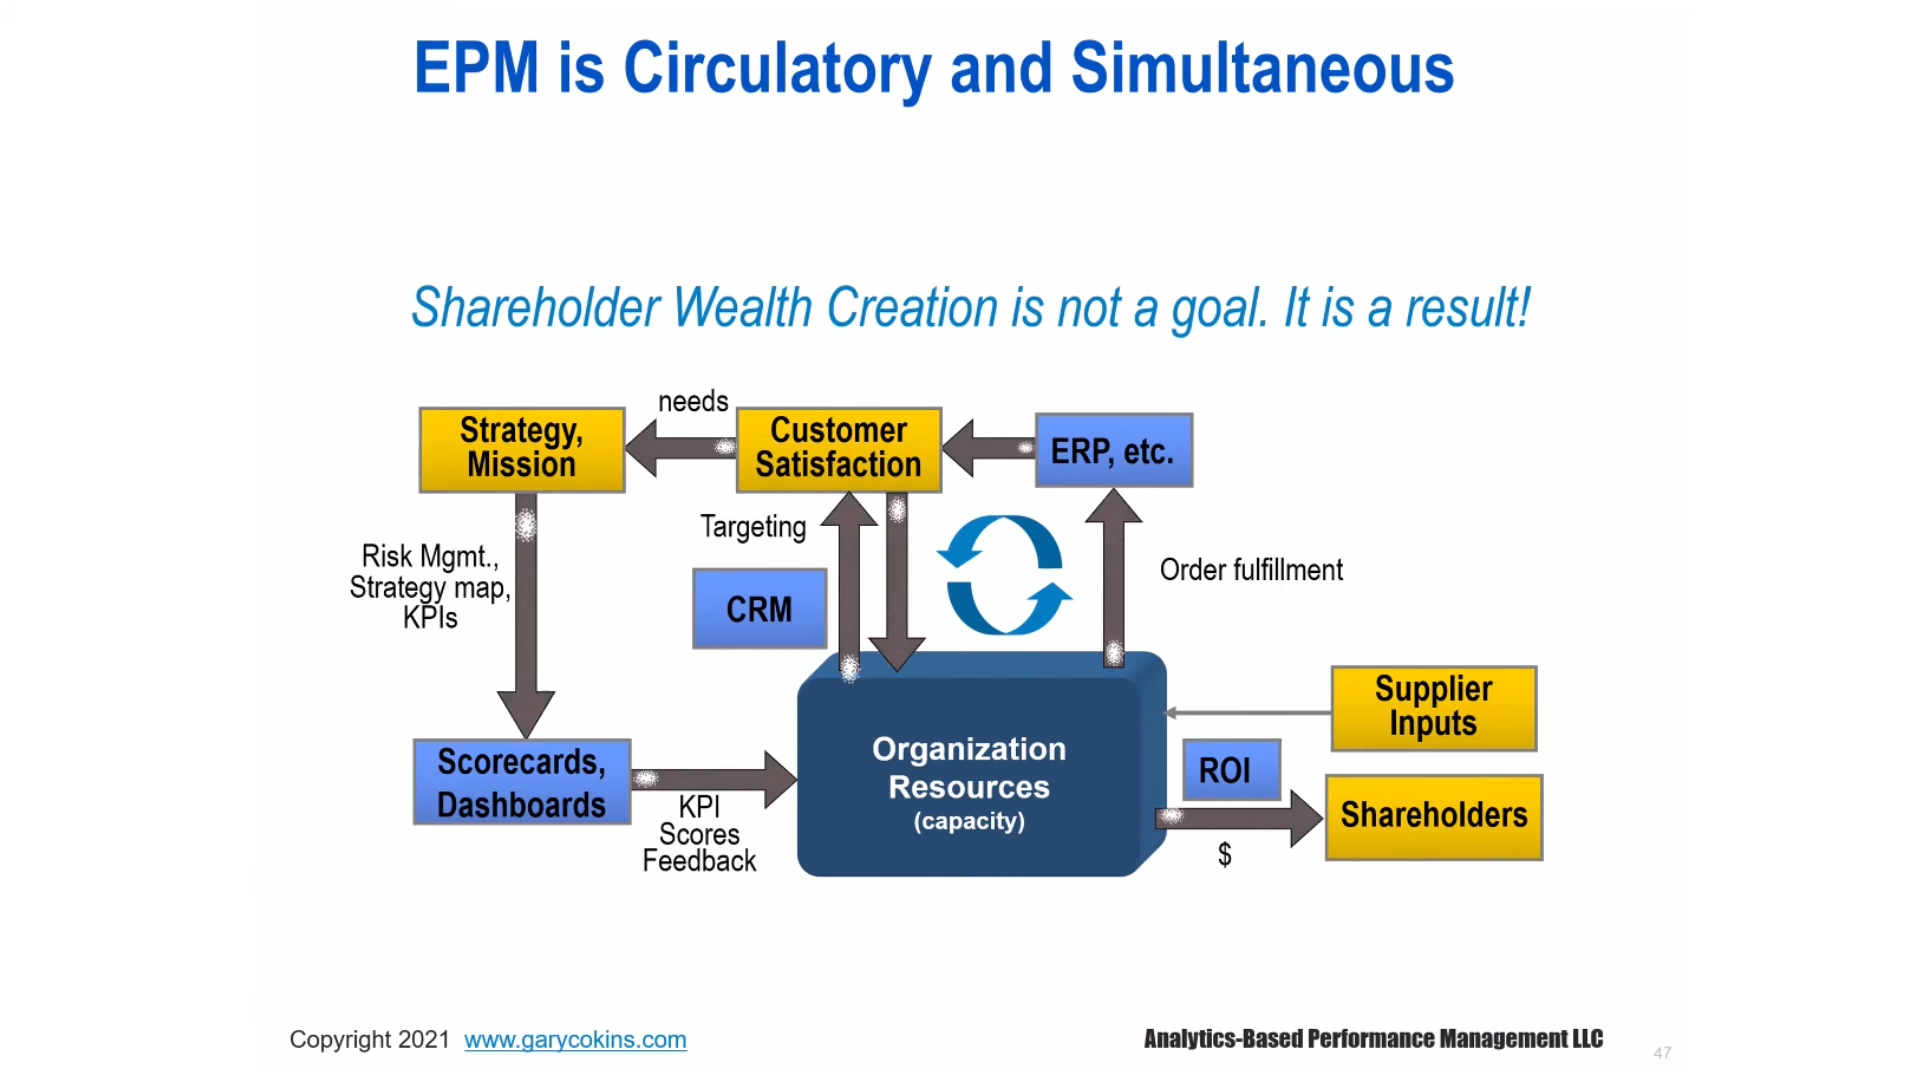 EPM is Circulatory and Simultaneous
Shareholder Wealth Creation is not a goal. It is a result!
needs
Strategy,
Mission
Customer
Satisfaction
ERP, etc.
Targeting
Risk Mgmt.,
Strategy map,
KPIs
CRM
Order fulfillment
Supplier
Inputs
Organization
Resources
(capacity)
ROI
Scorecards,
Dashboards
KPI
Scores
Feedback
Shareholders
$
Copyright 2021 www.garycokins.com
Analytics-Based Performance Management LLC
47